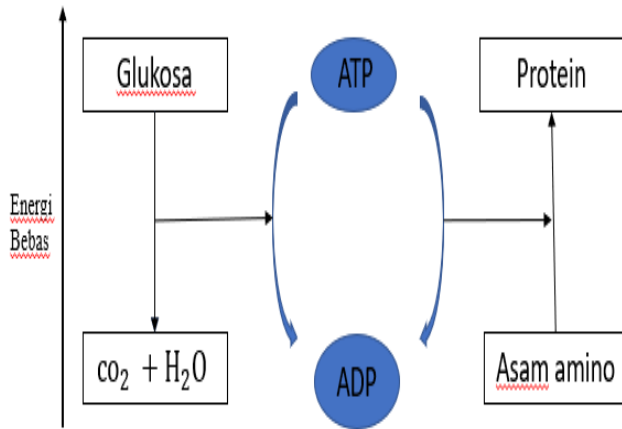 Glukosa
ATP
Protein
Energi
Bebas
co₂ + H₂O
ADP
Asam amino